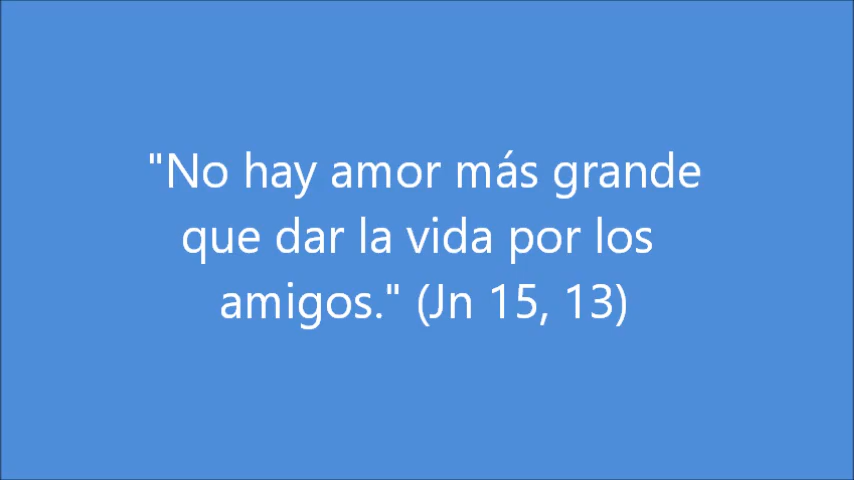 "No hay amor más grande
que dar la vida por los
amigos." (Jn 15, 13)